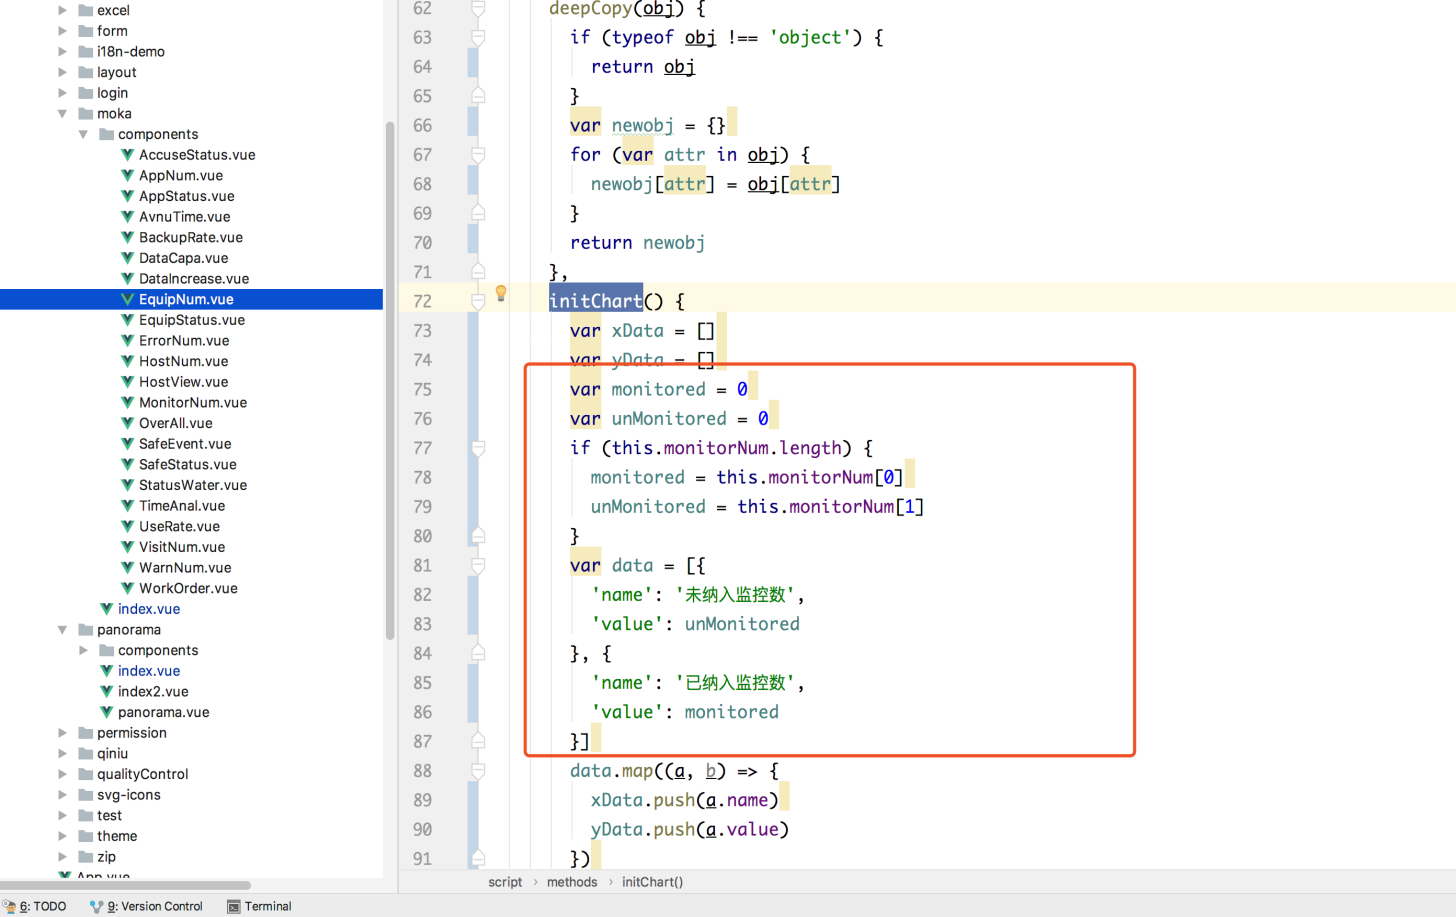 excel
form
i18n-demo
layout
login
moka
components
AccuseStatus.vue
AppNum.vue
AppStatus.vue
AvnuTime.vue
BackupRate.vue
DataCapa.vue
DataIncrease.vue
EquipNum.vue
EquipStatus.vue
ErrorNum.vue
HostNum.vue
HostView.vue
MonitorNum.vue
OverAll.vue
SafeEvent.vue
SafeStatus.vue
StatusWater.vue
TimeAnal.vue
UseRate.vue
VisitNum.vue
WarnNum.vue
WorkOrder.vue
index.vue
panorama
components
index.vue
index2.vue
panorama.vue
permission
qiniu
qualityControl
svg-icons
test
theme
zip
App.vue
62 deepCopy(obj) {
63 if (typeof obj !== 'object') {
64 return obj
65 }
66 var newobj = {}
67 for (var attr in obj) {
68 newobj[attr] = obj[attr]
69 }
70 return newobj
71 },
72 initChart() {
73 var xData = []
74 var yData = []
75 var monitored = 0
76 var unMonitored = 0
77 if (this.monitorNum.length) {
78 monitored = this.monitorNum[0]
79 unMonitored = this.monitorNum[1]
80 }
81 var data = [{
82 'name': '未纳入监控数',
83 'value': unMonitored
84 }, {
85 'name': '已纳入监控数',
86 'value': monitored
87 }]
88 data.map((a, b) => {
89 xData.push(a.name)
90 yData.push(a.value)
91 })
script › methods › initChart()
6: TODO 9: Version Control Terminal